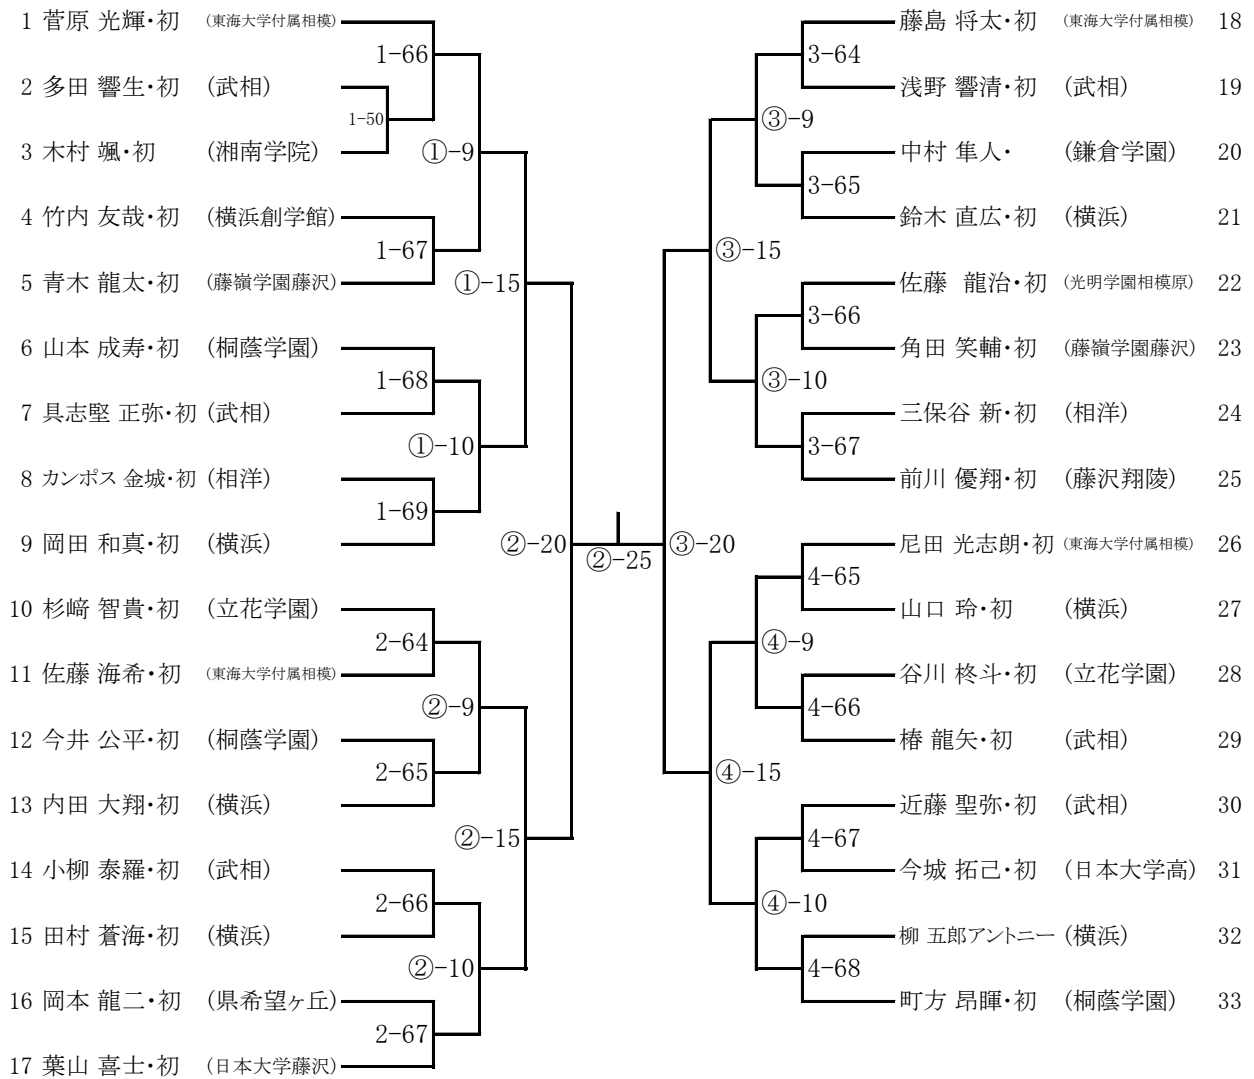 1 菅原 光輝・初 (東海大学付属相模)
1-66
2 多田 響生・初 (武相)
1-50
3 木村 颯・初 (湘南学院)
①-9
4 竹内 友哉・初 (横浜創学館)
1-67
5 青木 龍太・初 (藤嶺学園藤沢)
①-15
6 山本 成寿・初 (桐蔭学園)
1-68
7 具志堅 正弥・初 (武相)
①-10
8 カンポス 金城・初 (相洋)
1-69
9 岡田 和真・初 (横浜)
②-20
10 杉﨑 智貴・初 (立花学園)
2-64
11 佐藤 海希・初 (東海大学付属相模)
②-9
12 今井 公平・初 (桐蔭学園)
2-65
13 内田 大翔・初 (横浜)
②-15
14 小柳 泰羅・初 (武相)
2-66
15 田村 蒼海・初 (横浜)
②-10
16 岡本 龍二・初 (県希望ヶ丘)
2-67
17 葉山 喜士・初 (日本大学藤沢)
②-25
藤島 将太・初 (東海大学付属相模) 18
3-64
浅野 響清・初 (武相) 19
③-9
中村 隼人・ (鎌倉学園) 20
3-65
鈴木 直広・初 (横浜) 21
③-15
佐藤 龍治・初 (光明学園相模原) 22
3-66
角田 笑輔・初 (藤嶺学園藤沢) 23
③-10
三保谷 新・初 (相洋) 24
3-67
前川 優翔・初 (藤沢翔陵) 25
③-20
尼田 光志朗・初 (東海大学付属相模) 26
4-65
山口 玲・初 (横浜) 27
④-9
谷川 柊斗・初 (立花学園) 28
4-66
椿 龍矢・初 (武相) 29
④-15
近藤 聖弥・初 (武相) 30
4-67
今城 拓己・初 (日本大学高) 31
④-10
柳 五郎アントニー (横浜) 32
4-68
町方 昂暉・初 (桐蔭学園) 33